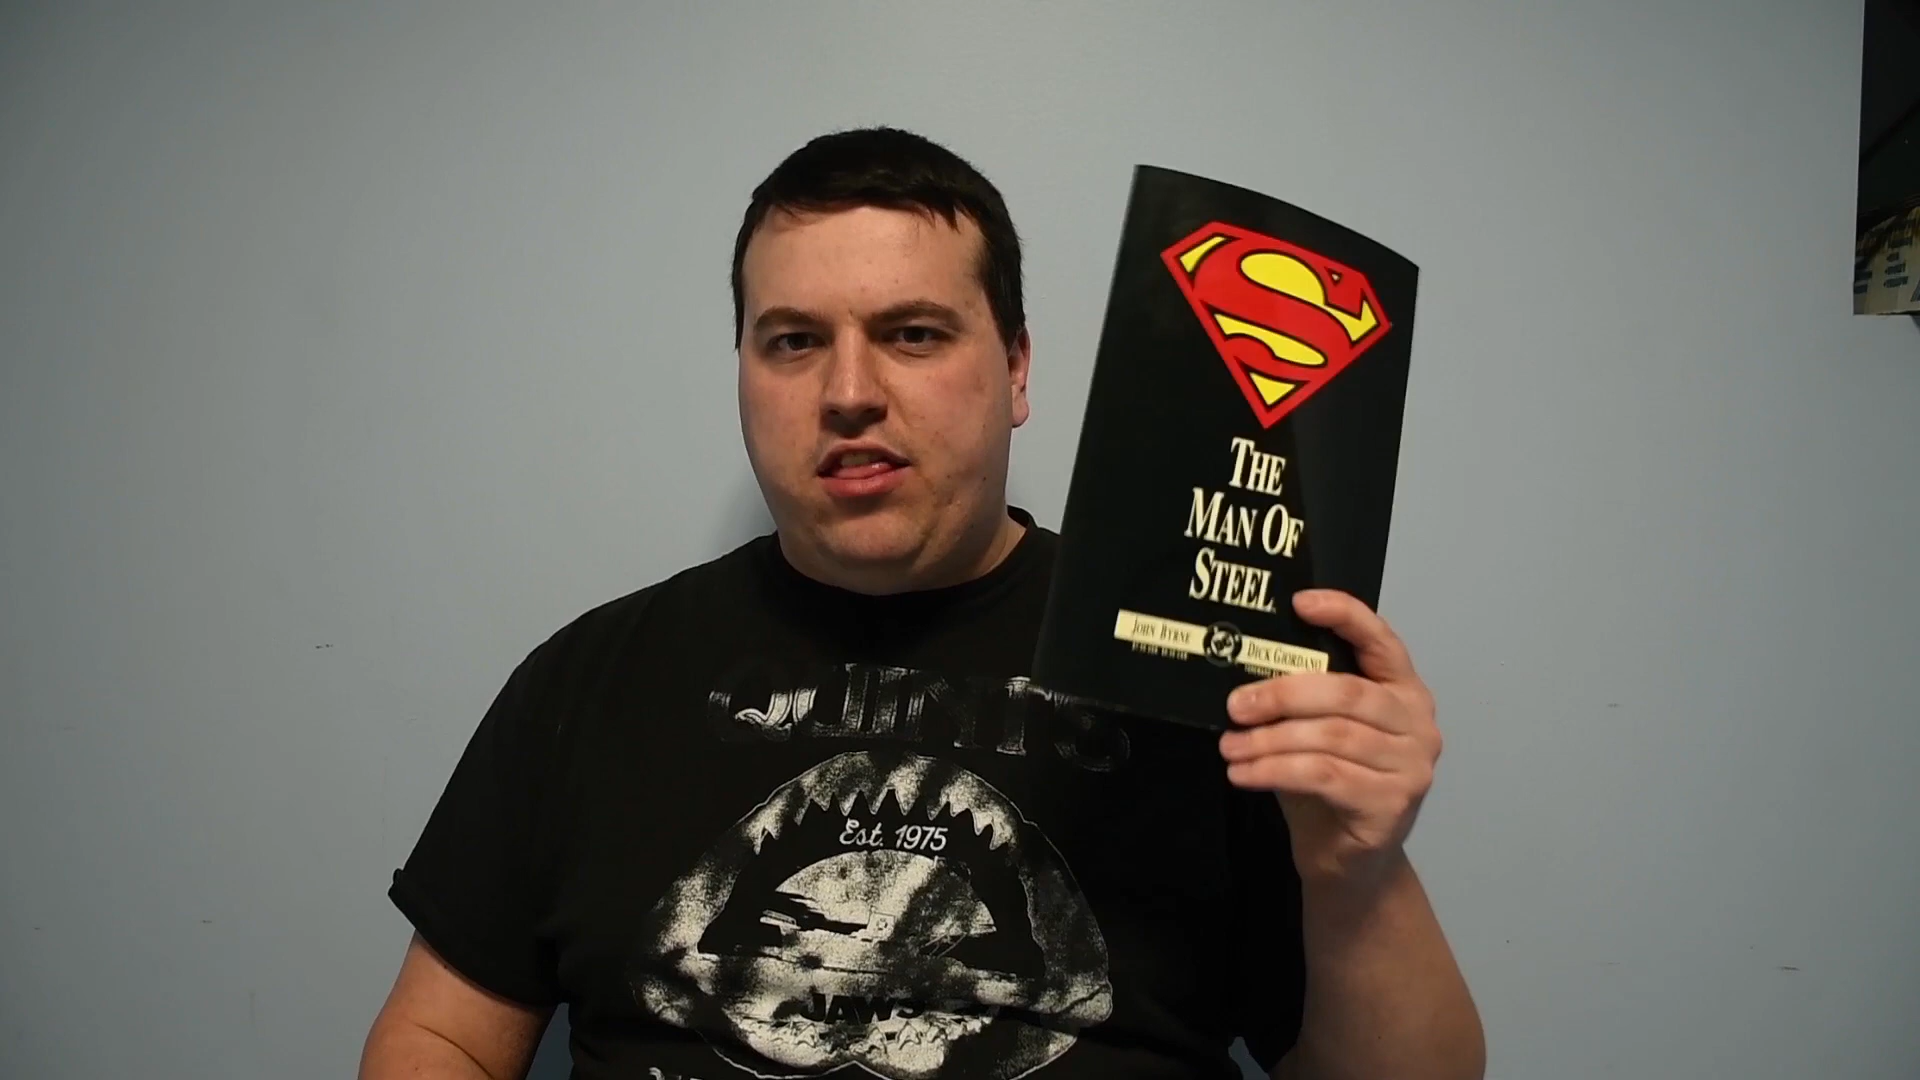 THE
MAN OF
STEEL
JOHN BYRNE
DICK GIORDANO
QUINT'S
Est. 1975
JAWS